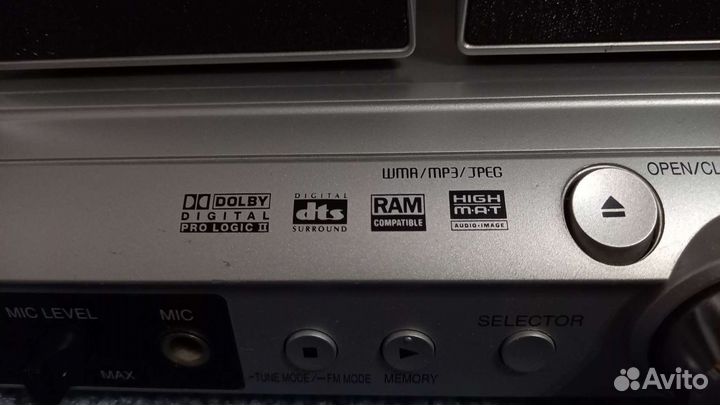 WMA/MP3/JPEG
OPEN/CL
DOLBY
DIGITAL
PRO LOGIC II
DIGITAL
dts
SURROUND
RAM
COMPATIBLE
HIGH
M.A.T
AUDIO·IMAGE
MIC LEVEL
MIC
MAX
SELECTOR
-TUNE MODE/-FM MODE
MEMORY
Avito